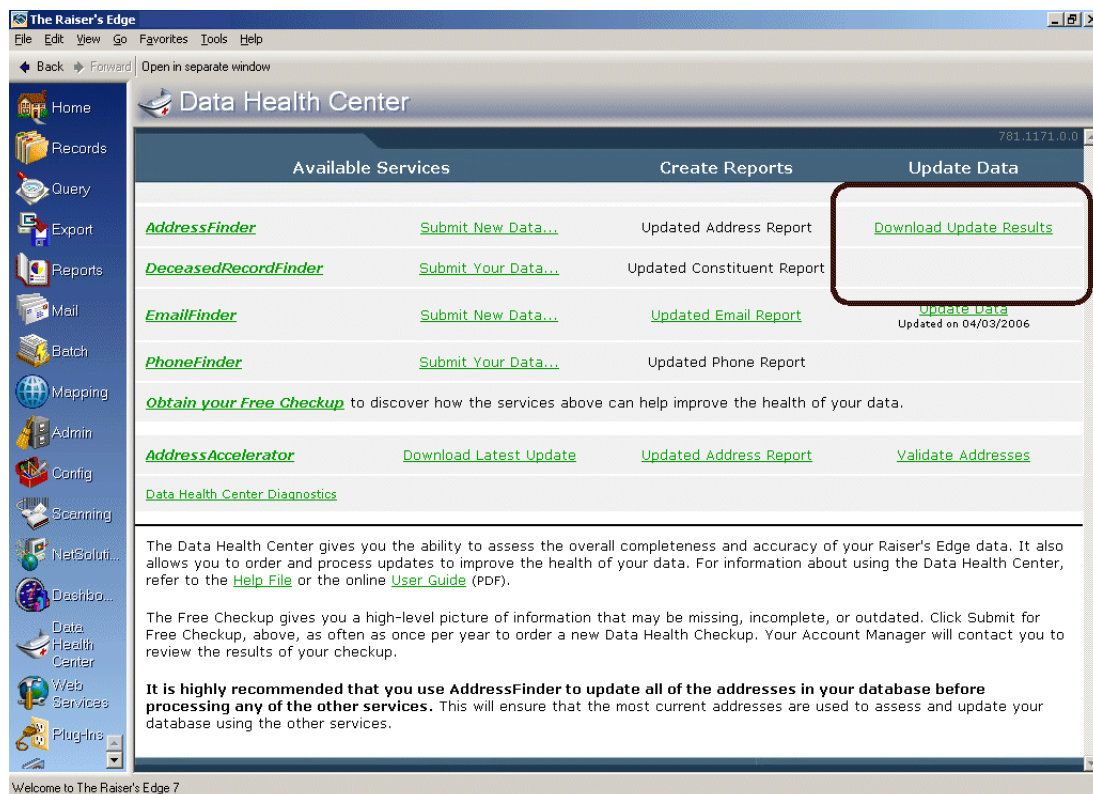 The Raiser's Edge
File Edit View Go Favorites Tools Help
Back Forward Open in separate window
Home
Records
Query
Export
Reports
Mail
Batch
Mapping
Admin
Config
Scanning
NetSoluti...
Dashbo...
Data
Health
Center
Web
Services
Plug-Ins
Data Health Center
781.1171.0.0
Available Services Create Reports Update Data
AddressFinder Submit New Data... Updated Address Report Download Update Results
DeceasedRecordFinder Submit Your Data... Updated Constituent Report
EmailFinder Submit New Data... Updated Email Report Update Data
Updated on 04/03/2006
PhoneFinder Submit Your Data... Updated Phone Report
Obtain your Free Checkup to discover how the services above can help improve the health of your data.
AddressAccelerator Download Latest Update Updated Address Report Validate Addresses
Data Health Center Diagnostics
The Data Health Center gives you the ability to assess the overall completeness and accuracy of your Raiser's Edge data. It also
allows you to order and process updates to improve the health of your data. For information about using the Data Health Center,
refer to the Help File or the online User Guide (PDF).
The Free Checkup gives you a high-level picture of information that may be missing, incomplete, or outdated. Click Submit for
Free Checkup, above, as often as once per year to order a new Data Health Checkup. Your Account Manager will contact you to
review the results of your checkup.
It is highly recommended that you use AddressFinder to update all of the addresses in your database before
processing any of the other services. This will ensure that the most current addresses are used to assess and update your
database using the other services.
Welcome to The Raiser's Edge 7